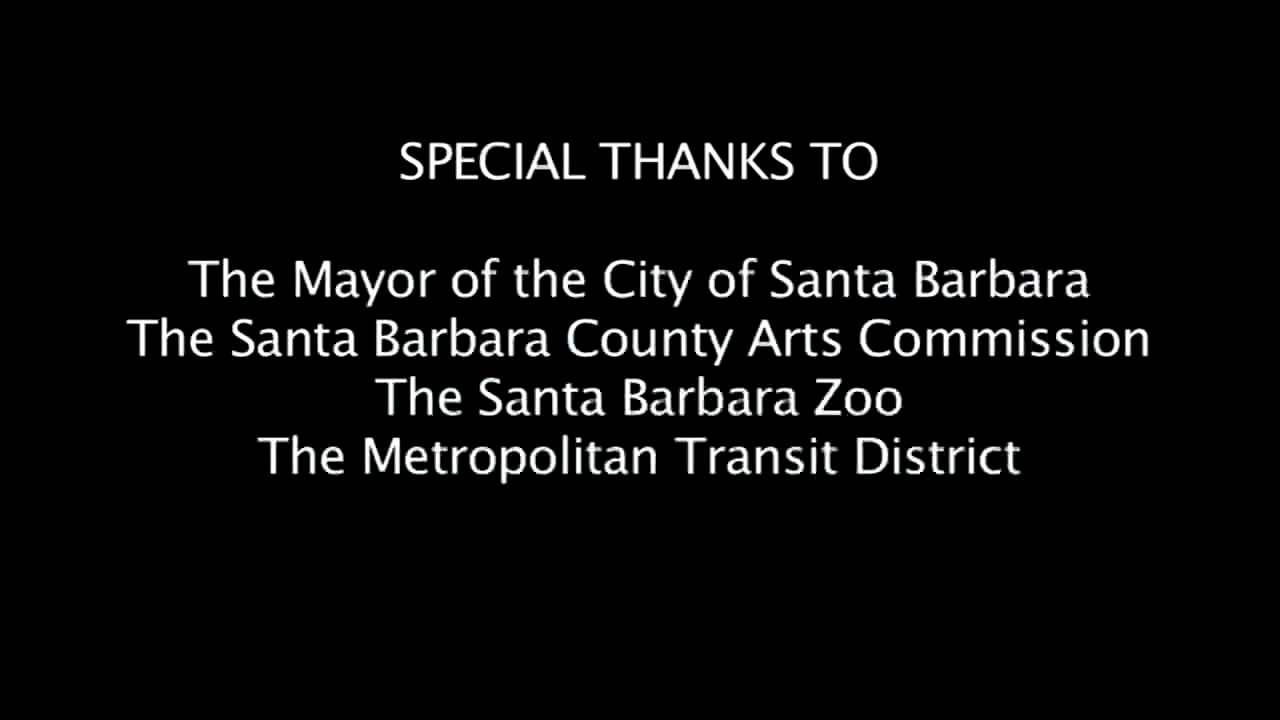 SPECIAL THANKS TO
The Mayor of the City of Santa Barbara
The Santa Barbara County Arts Commission
The Santa Barbara Zoo
The Metropolitan Transit District